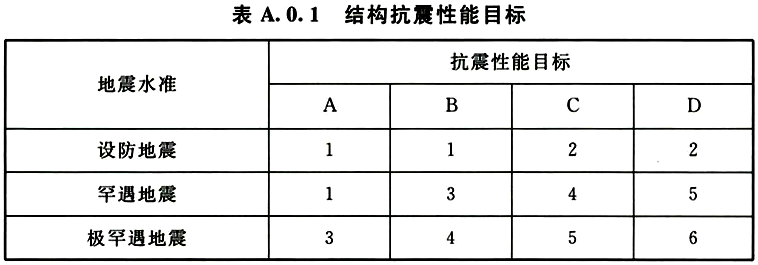 表 A.0.1 结构抗震性能目标
地震水准 抗震性能目标
A B C D
设防地震 1 1 2 2
罕遇地震 1 3 4 5
极罕遇地震 3 4 5 6